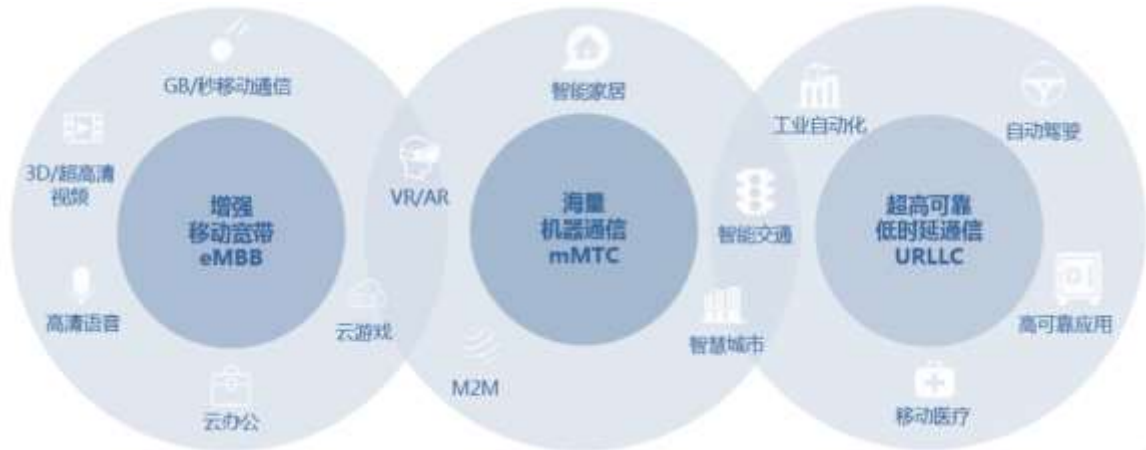 GB/秒移动通信
3D/超高清
视频
增强
移动宽带
eMBB
高清语音
云游戏
云办公
VR/AR
智能家居
海量
机器通信
mMTC
M2M
智慧城市
智能交通
工业自动化
自动驾驶
超高可靠
低时延通信
URLLC
高可靠应用
移动医疗